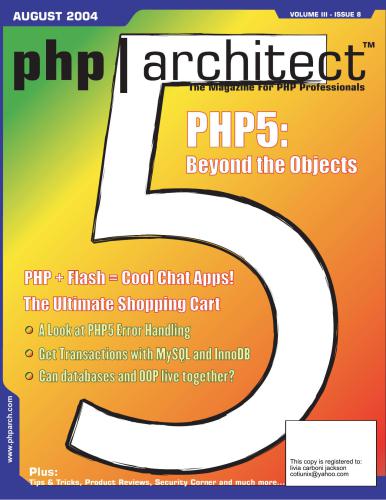 AUGUST 2004
VOLUME III - ISSUE 8
php|architect™
The Magazine For PHP Professionals
5
PHP5:
Beyond the Objects
PHP + Flash = Cool Chat Apps!
The Ultimate Shopping Cart
A Look at PHP5 Error Handling
Get Transactions with MySQL and InnoDB
Can databases and OOP live together?
www.phparch.com
This copy is registered to:
livia carboni jackson
cotiunix@yahoo.com
Plus:
Tips & Tricks, Product Reviews, Security Corner and much more...